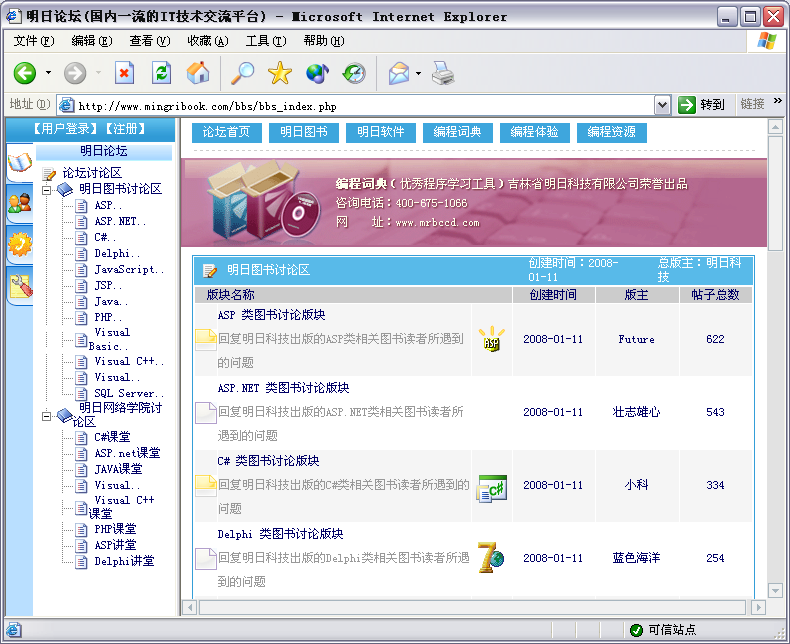 明日论坛(国内一流的IT技术交流平台) - Microsoft Internet Explorer
文件(F) 编辑(E) 查看(V) 收藏(A) 工具(T) 帮助(H)
地址(D) http://www.mingribook.com/bbs/bbs_index.php 转到 链接 »
【用户登录】【注册】
明日论坛
论坛讨论区
明日图书讨论区
ASP..
ASP.NET..
C#..
Delphi..
JavaScript..
JSP..
Java..
PHP..
Visual
Basic..
Visual C++..
Visual..
SQL Server..
明日网络学院讨
论区
C#课堂
ASP.net课堂
JAVA课堂
Visual..
Visual C++
课堂
PHP课堂
ASP讲堂
Delphi讲堂
论坛首页 明日图书 明日软件 编程词典 编程体验 编程资源
编程词典(优秀程序学习工具)吉林省明日科技有限公司荣誉出品
咨询电话：400-675-1066
网 址：www.mrbccd.com
明日图书讨论区 创建时间：2008-
01-11 总版主：明日科
技
版块名称 创建时间 版主 帖子总数
ASP 类图书讨论版块
回复明日科技出版的ASP类相关图书读者所遇到
的问题
ASP 2008-01-11 Future 622
ASP.NET 类图书讨论版块
回复明日科技出版的ASP.NET类相关图书读者所
遇到的问题
2008-01-11 壮志雄心 543
C# 类图书讨论版块
回复明日科技出版的C#类相关图书读者所遇到的
问题
C# 2008-01-11 小科 334
Delphi 类图书讨论版块
回复明日科技出版的Delphi类相关图书读者所遇
到的问题
7 2008-01-11 蓝色海洋 254
可信站点